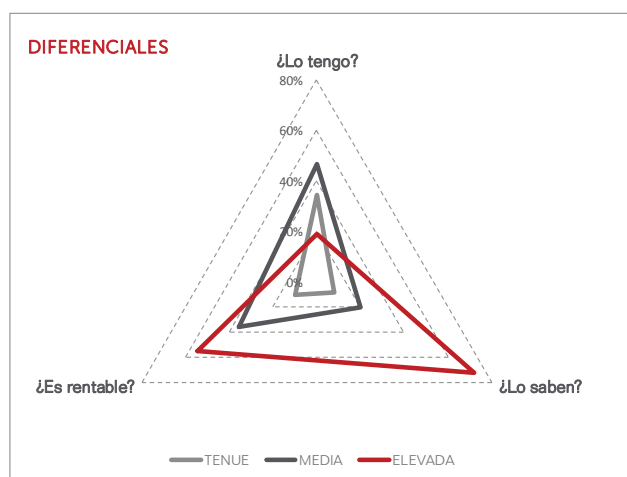 DIFERENCIALES
¿Lo tengo?
80%
60%
40%
20%
0%
¿Es rentable?
¿Lo saben?
TENUE MEDIA ELEVADA